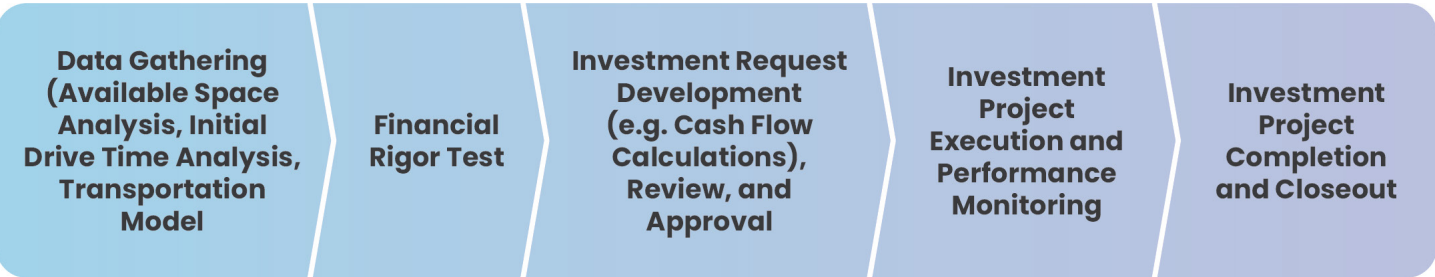 Data Gathering
(Available Space
Analysis, Initial
Drive Time Analysis,
Transportation
Model
Financial
Rigor Test
Investment Request
Development
(e.g. Cash Flow
Calculations),
Review, and
Approval
Investment
Project
Execution and
Performance
Monitoring
Investment
Project
Completion
and Closeout